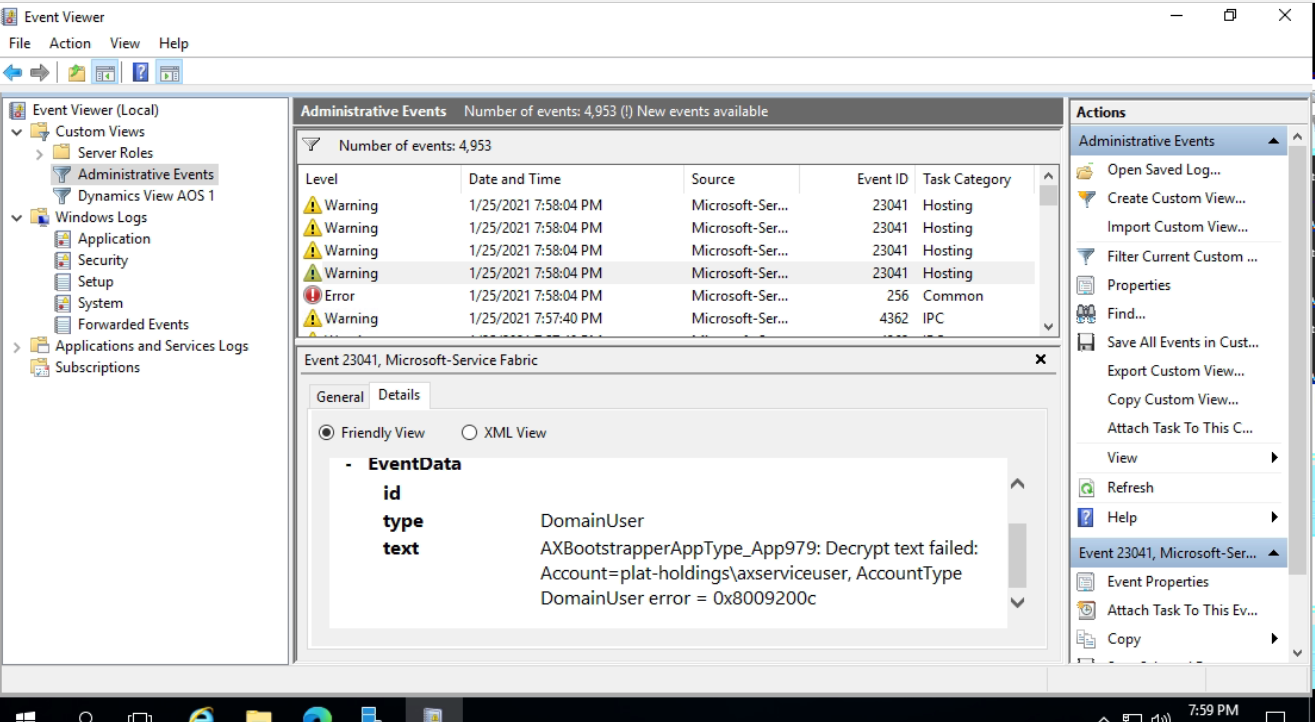 Event Viewer
File Action View Help
Event Viewer (Local)
Custom Views
Server Roles
Administrative Events
Dynamics View AOS 1
Windows Logs
Application
Security
Setup
System
Forwarded Events
Applications and Services Logs
Subscriptions
Administrative Events Number of events: 4,953 (!) New events available
Number of events: 4,953
Level Date and Time Source Event ID Task Category
Warning 1/25/2021 7:58:04 PM Microsoft-Ser... 23041 Hosting
Warning 1/25/2021 7:58:04 PM Microsoft-Ser... 23041 Hosting
Warning 1/25/2021 7:58:04 PM Microsoft-Ser... 23041 Hosting
Warning 1/25/2021 7:58:04 PM Microsoft-Ser... 23041 Hosting
Error 1/25/2021 7:58:04 PM Microsoft-Ser... 256 Common
Warning 1/25/2021 7:57:40 PM Microsoft-Ser... 4362 IPC
Event 23041, Microsoft-Service Fabric
General Details
Friendly View XML View
- EventData
id
type DomainUser
text AXBootstrapperAppType_App979: Decrypt text failed:
Account=plat-holdings\axserviceuser, AccountType
DomainUser error = 0x8009200c
Actions
Administrative Events
Open Saved Log...
Create Custom View...
Import Custom View...
Filter Current Custom ...
Properties
Find...
Save All Events in Cust...
Export Custom View...
Copy Custom View...
Attach Task To This C...
View
Refresh
Help
Event 23041, Microsoft-Ser...
Event Properties
Attach Task To This Ev...
Copy
7:59 PM